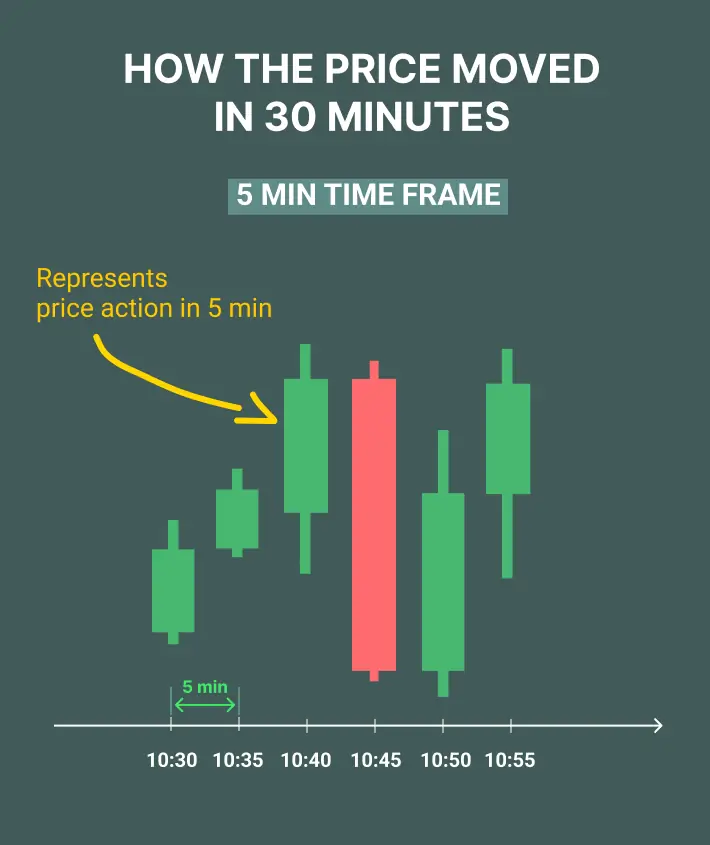 HOW THE PRICE MOVED
IN 30 MINUTES
5 MIN TIME FRAME
Represents
price action in 5 min
5 min
10:30 10:35 10:40 10:45 10:50 10:55